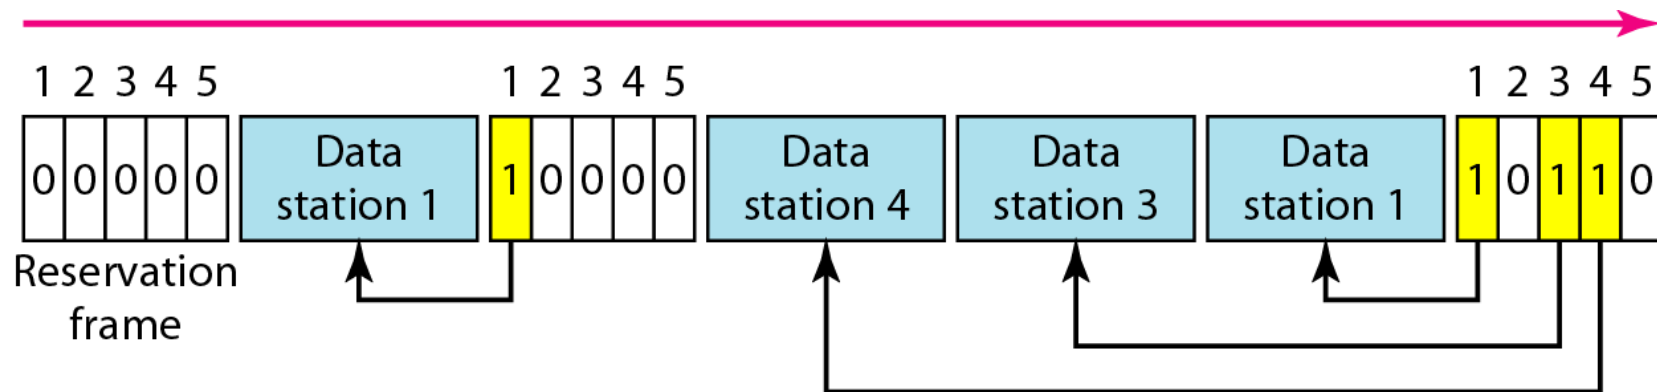 1 2 3 4 5 1 2 3 4 5 1 2 3 4 5
0 0 0 0 0
Data
station 1
1 0 0 0 0
Data
station 4
Data
station 3
Data
station 1
1 0 1 1 0
Reservation
frame